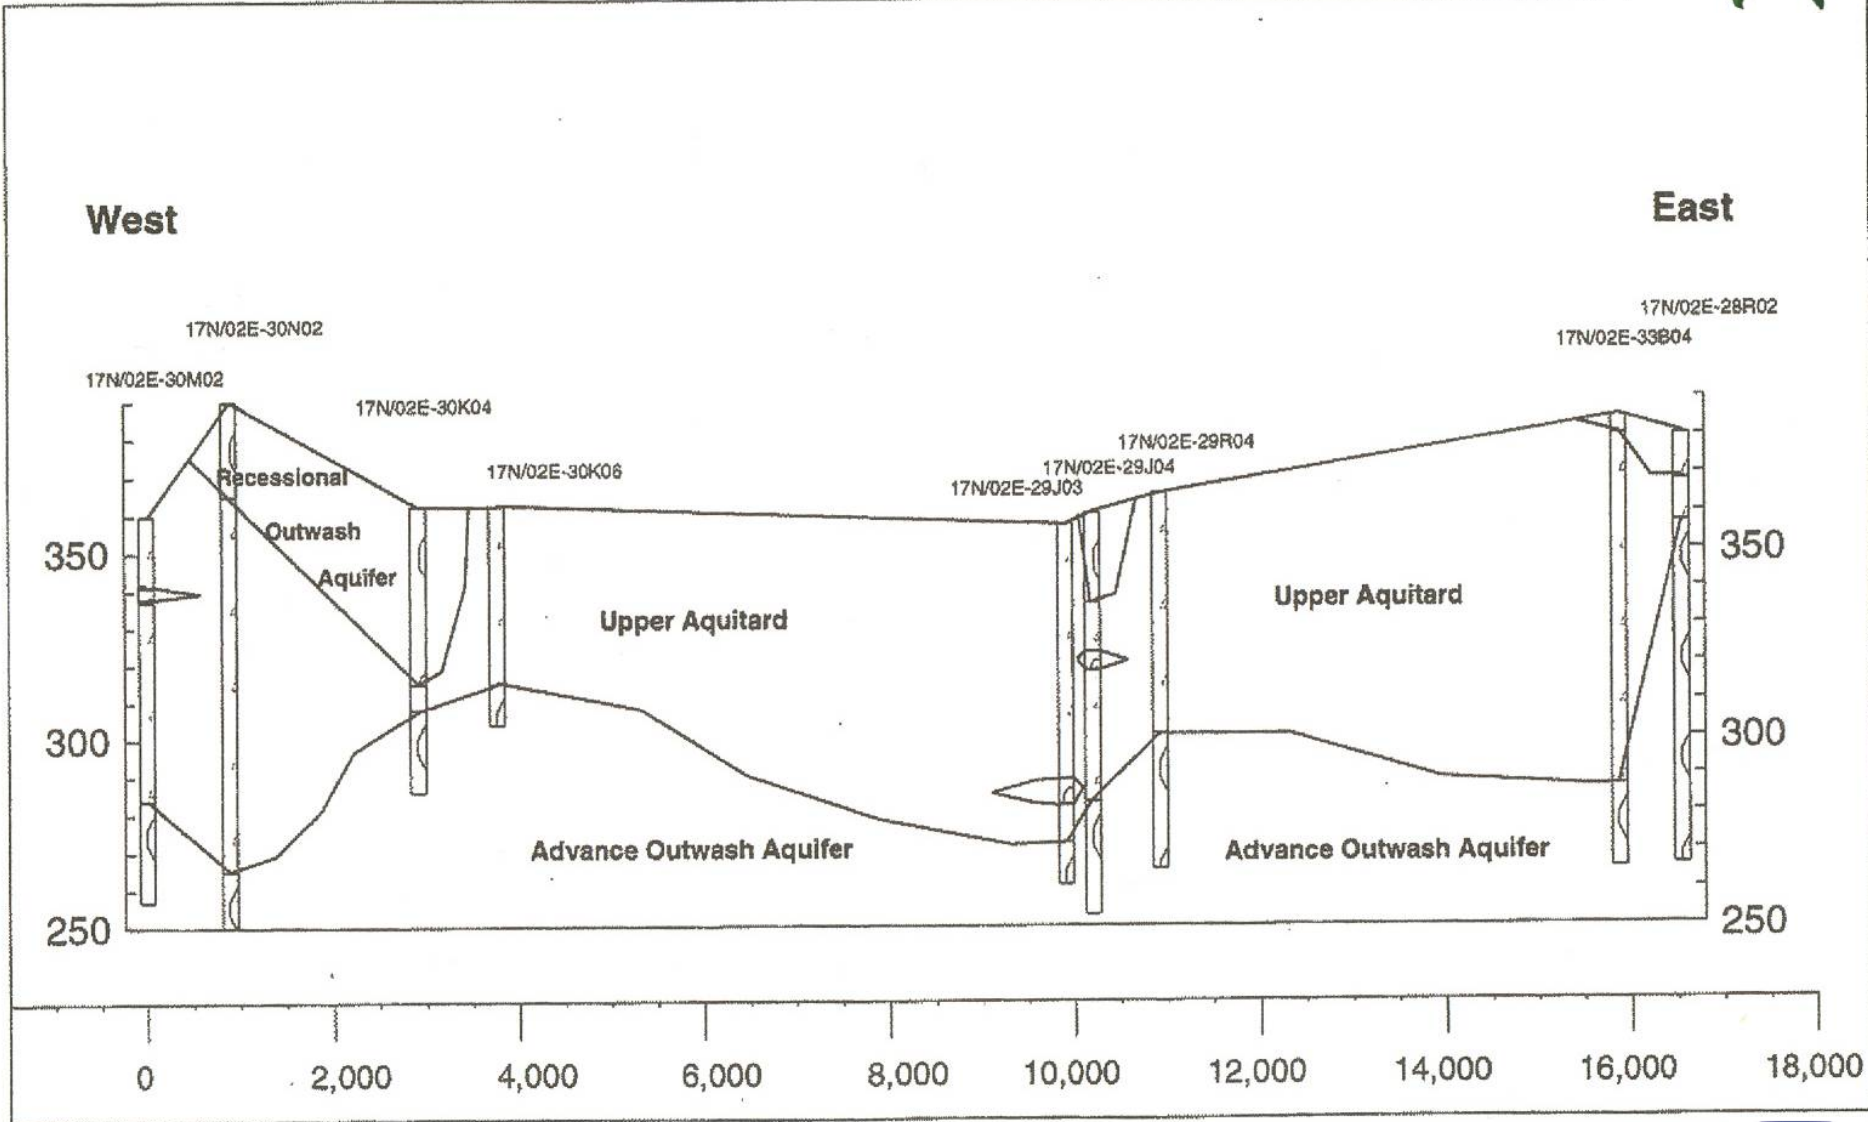 West
East
17N/02E-28R02
17N/02E-30N02
17N/02E-33B04
17N/02E-30M02
17N/02E-30K04
17N/02E-29R04
17N/02E-30K06
17N/02E-29J04
17N/02E-29J03
Recessional
Outwash
Aquifer
350
350
Upper Aquitard
Upper Aquitard
300
300
Advance Outwash Aquifer
Advance Outwash Aquifer
250
250
0
2,000
4,000
6,000
8,000
10,000
12,000
14,000
16,000
18,000